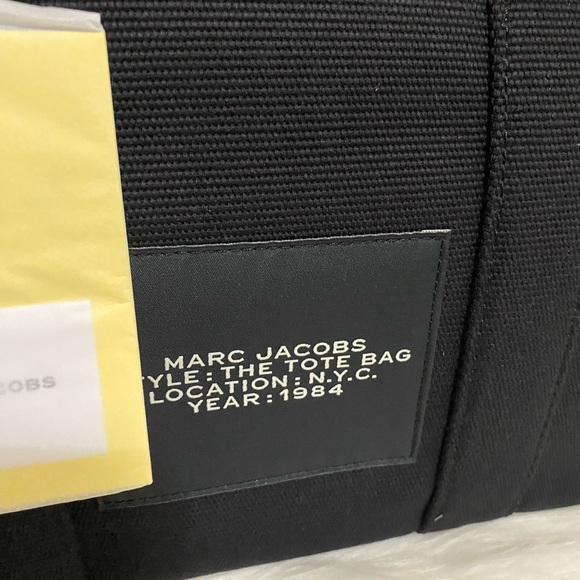 MARC JACOBS
TYLE: THE TOTE BAG
LOCATION: N.Y.C.
YEAR: 1984
COBS